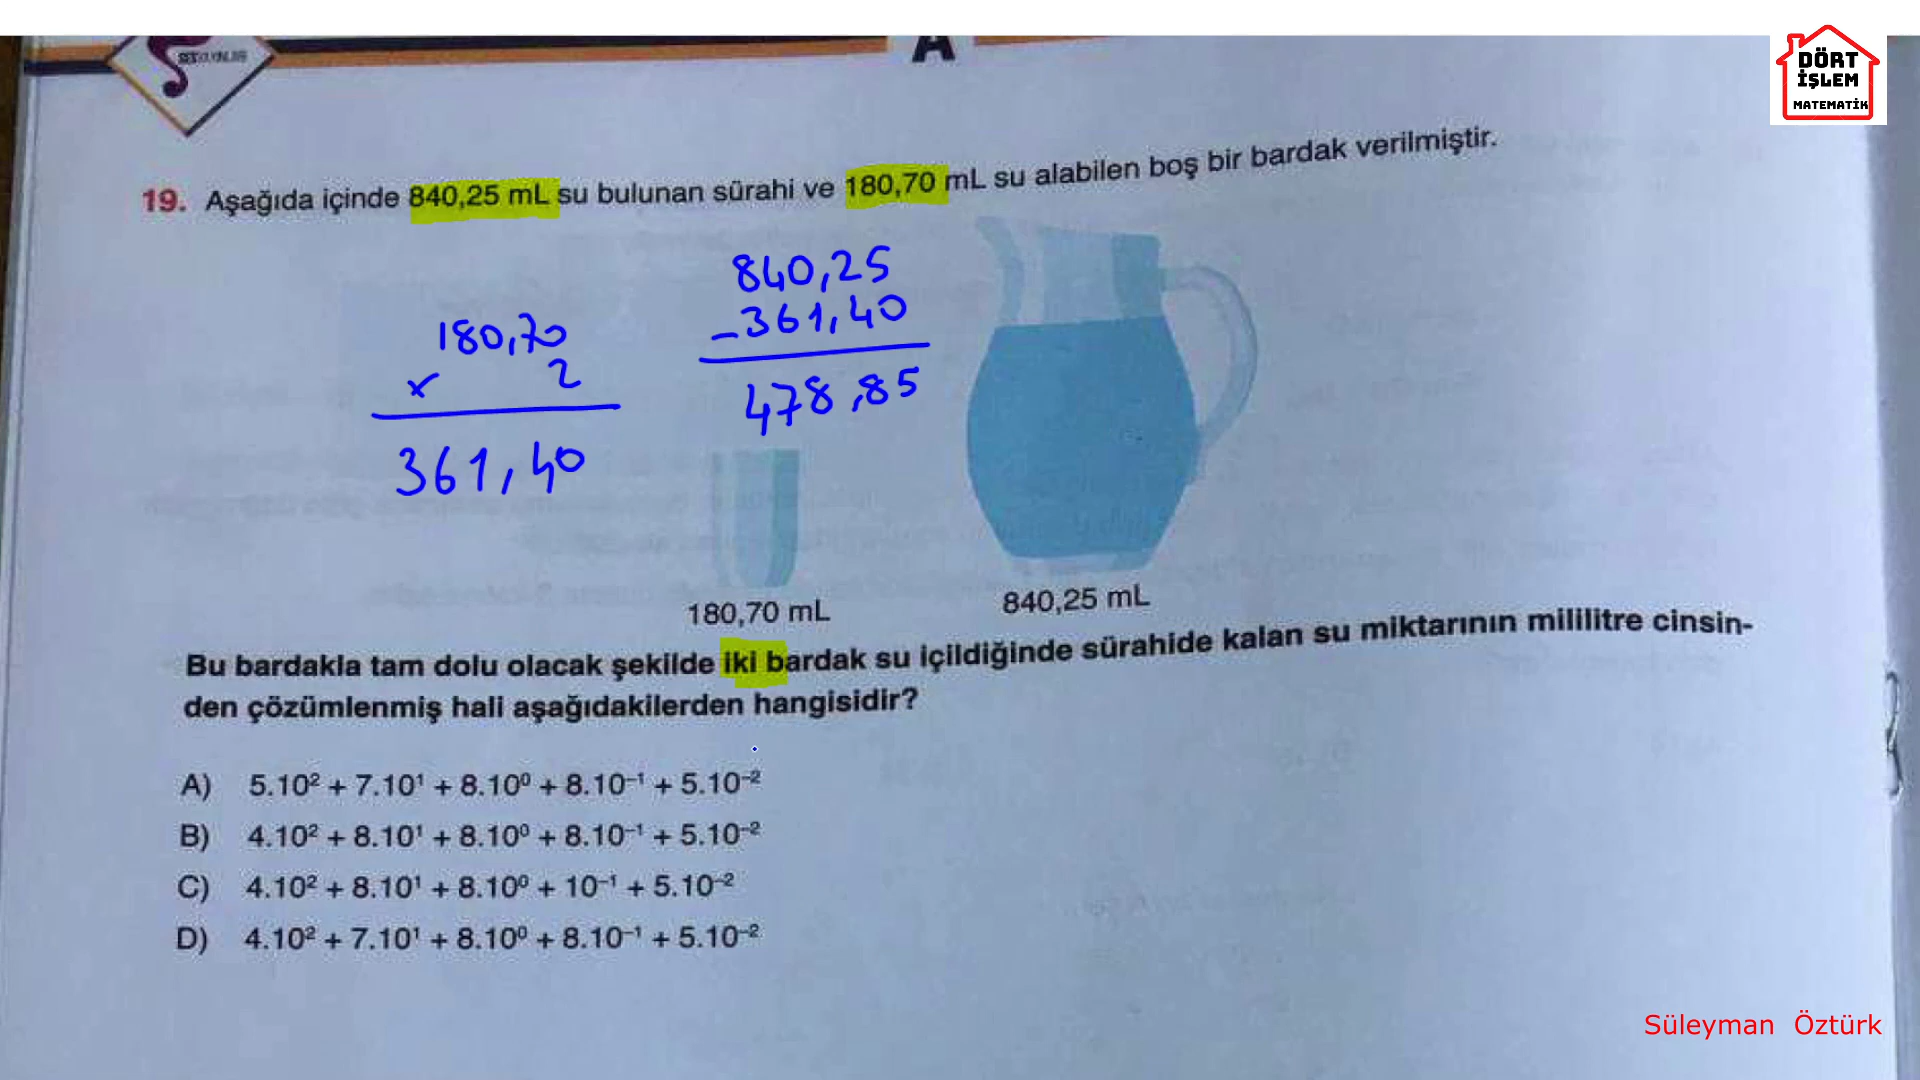 A
DÖRT
İŞLEM
MATEMATİK
19. Aşağıda içinde 840,25 mL su bulunan sürahi ve 180,70 mL su alabilen boş bir bardak verilmiştir.
180,70
x 2
361,40
840,25
-361,40
478,85
180,70 mL
840,25 mL
Bu bardakla tam dolu olacak şekilde iki bardak su içildiğinde sürahide kalan su miktarının mililitre cinsin-
den çözümlenmiş hali aşağıdakilerden hangisidir?
A) 5.10² + 7.10¹ + 8.10⁰ + 8.10⁻¹ + 5.10⁻²
B) 4.10² + 8.10¹ + 8.10⁰ + 8.10⁻¹ + 5.10⁻²
C) 4.10² + 8.10¹ + 8.10⁰ + 10⁻¹ + 5.10⁻²
D) 4.10² + 7.10¹ + 8.10⁰ + 8.10⁻¹ + 5.10⁻²
Süleyman Öztürk